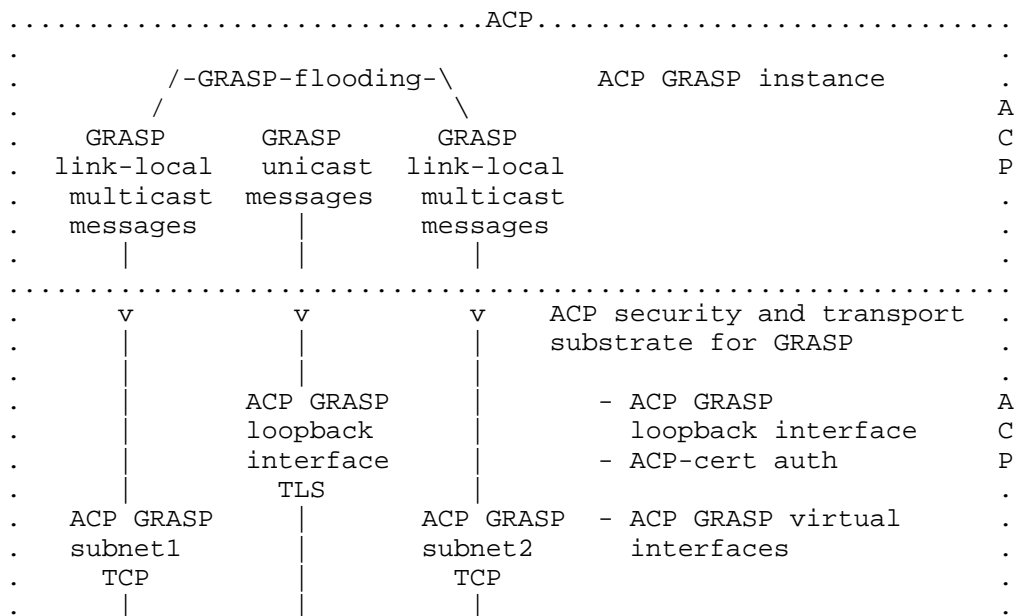 ...............................ACP..............................
.                                                              .
.         /-GRASP-flooding-\         ACP GRASP instance        .
.        /                  \                                  A
.    GRASP      GRASP      GRASP                               C
.  link-local   unicast  link-local                            P
.   multicast  messages   multicast                            .
.   messages      |       messages                             .
.      |          |          |                                 .
................................................................
.      v          v          v    ACP security and transport   .
.      |          |          |    substrate for GRASP          .
.      |          |          |                                 .
.      |       ACP GRASP     |       - ACP GRASP               A
.      |       loopback      |         loopback interface      C
.      |       interface     |       - ACP-cert auth           P
.      |         TLS         |                                 .
.   ACP GRASP     |       ACP GRASP  - ACP GRASP virtual       .
.   subnet1       |       subnet2      interfaces              .
.     TCP         |         TCP                                .
.      |          |          |                                 .